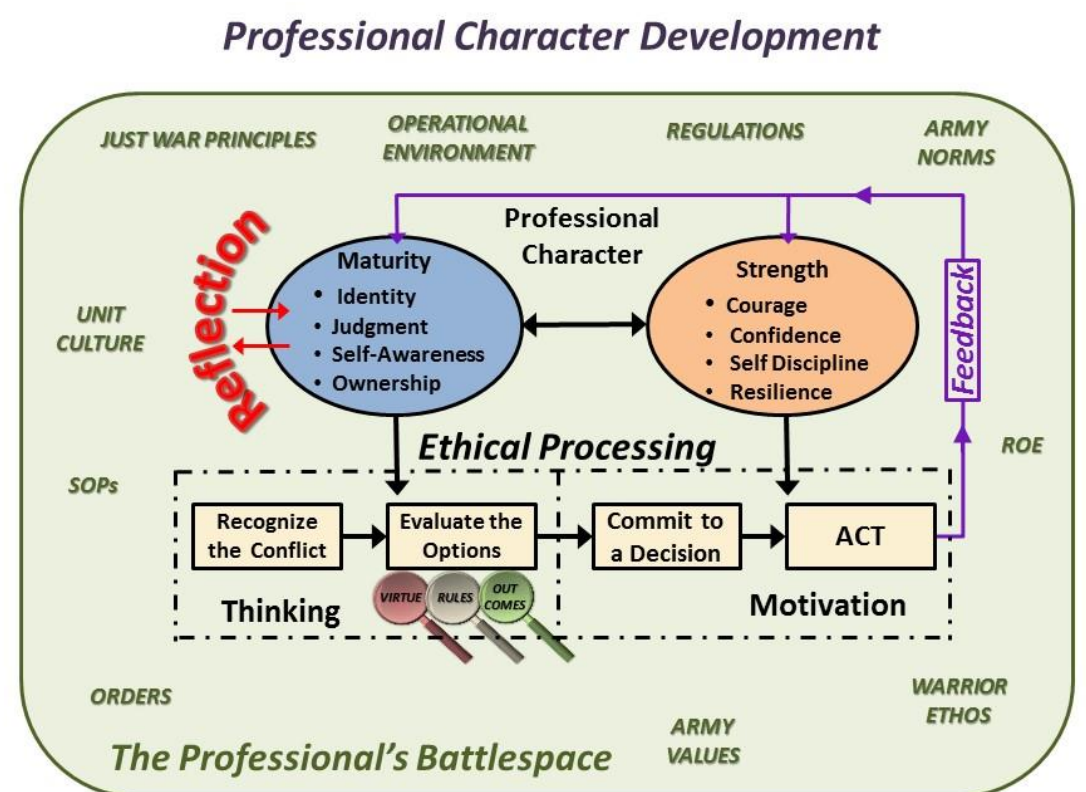 Professional Character Development
JUST WAR PRINCIPLES
OPERATIONAL
ENVIRONMENT
REGULATIONS
ARMY
NORMS
Professional
Character
Reflection
Maturity
• Identity
• Judgment
• Self-Awareness
• Ownership
Strength
• Courage
• Confidence
• Self Discipline
• Resilience
Feedback
UNIT
CULTURE
Ethical Processing
ROE
SOPs
Recognize
the Conflict
Evaluate the
Options
Commit to
a Decision
ACT
Thinking
VIRTUE
RULES
OUT
COMES
Motivation
ORDERS
WARRIOR
ETHOS
ARMY
VALUES
The Professional's Battlespace